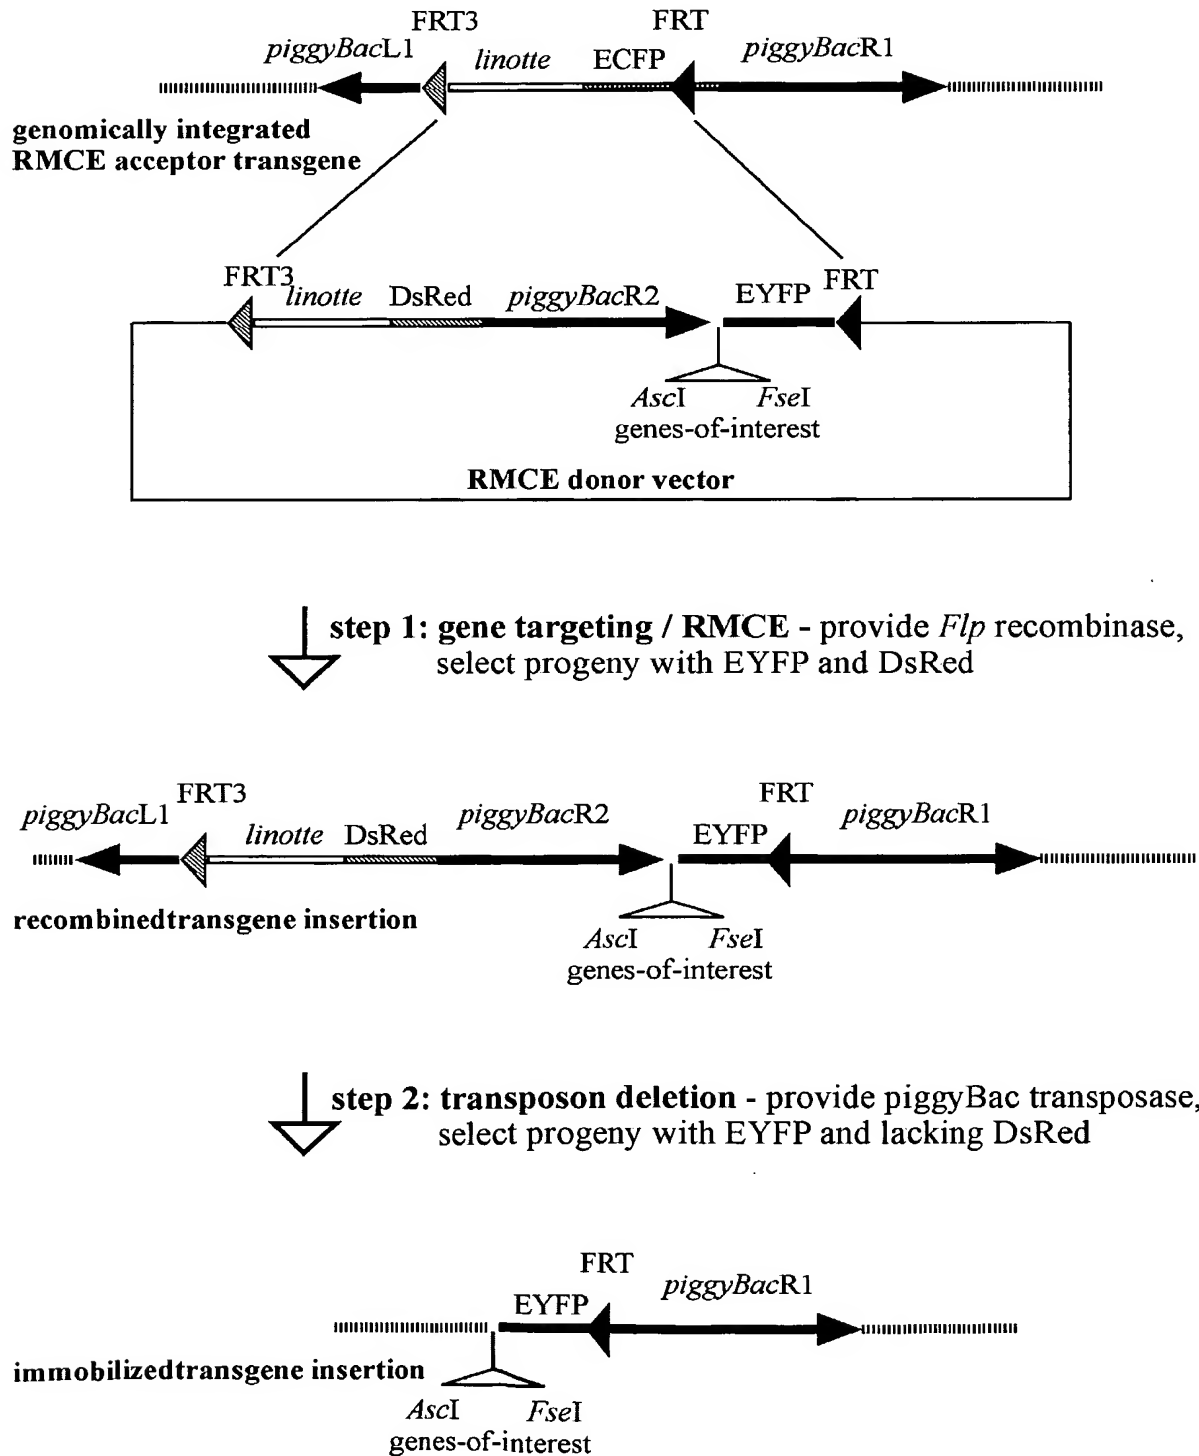 FRT3 FRT
piggyBacL1 linotte ECFP piggyBacR1
genomically integrated
RMCE acceptor transgene
FRT3 linotte DsRed piggyBacR2 EYFP FRT
AscI FseI
genes-of-interest
RMCE donor vector
step 1: gene targeting / RMCE - provide Flp recombinase,
select progeny with EYFP and DsRed
FRT3 FRT
piggyBacL1 linotte DsRed piggyBacR2 EYFP piggyBacR1
recombinedtransgene insertion
AscI FseI
genes-of-interest
step 2: transposon deletion - provide piggyBac transposase,
select progeny with EYFP and lacking DsRed
FRT
EYFP piggyBacR1
immobilizedtransgene insertion
AscI FseI
genes-of-interest